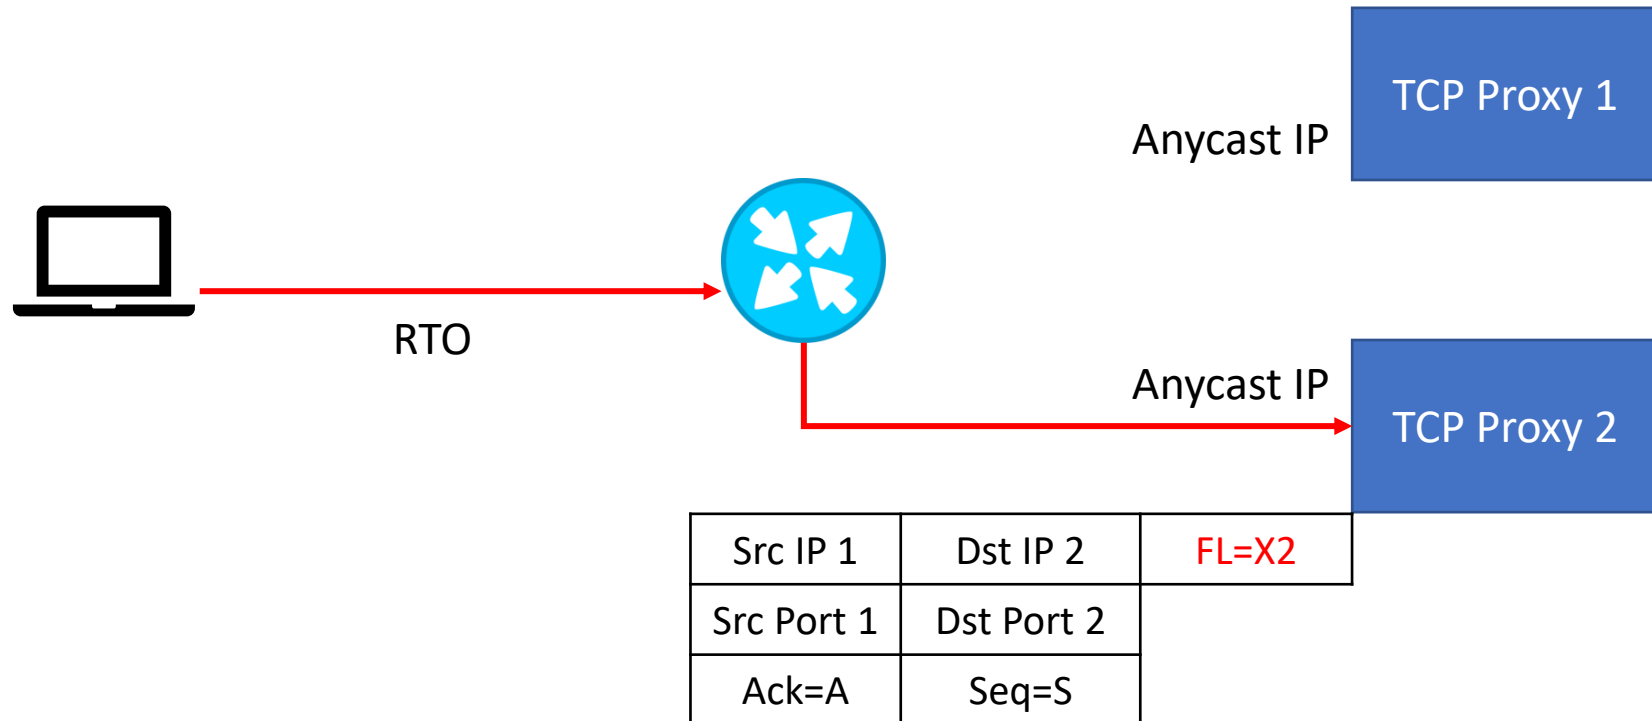 TCP Proxy 1
Anycast IP
RTO
Anycast IP
TCP Proxy 2
Src IP 1 Dst IP 2 FL=X2
Src Port 1 Dst Port 2
Ack=A Seq=S